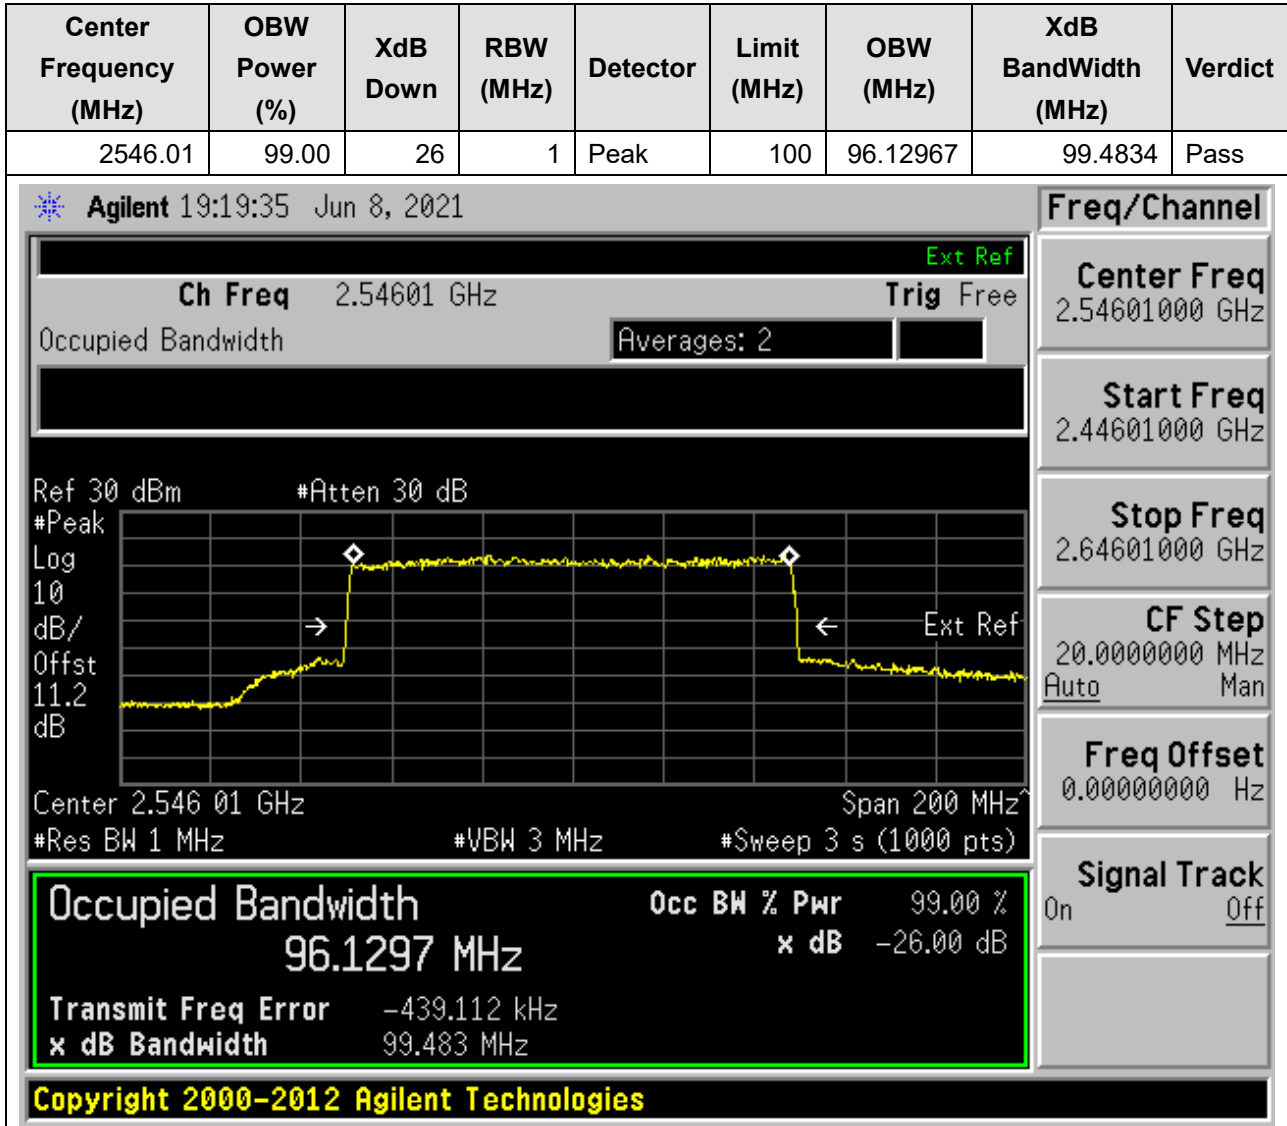 Center Frequency (MHz) OBW Power (%) XdB Down RBW (MHz) Detector Limit (MHz) OBW (MHz) XdB BandWidth (MHz) Verdict
2546.01 99.00 26 1 Peak 100 96.12967 99.4834 Pass
Agilent 19:19:35 Jun 8, 2021
Freq/Channel
Ext Ref
Ch Freq 2.54601 GHz Trig Free
Occupied Bandwidth Averages: 2
Center Freq
2.54601000 GHz
Start Freq
2.44601000 GHz
Stop Freq
2.64601000 GHz
CF Step
20.0000000 MHz
Auto Man
Freq Offset
0.00000000 Hz
Signal Track
On Off
Ref 30 dBm #Atten 30 dB
#Peak
Log
10
dB/
Offst
11.2
dB
Ext Ref
Center 2.546 01 GHz Span 200 MHz^
#Res BW 1 MHz #VBW 3 MHz #Sweep 3 s (1000 pts)
Occupied Bandwidth Occ BW % Pwr 99.00 %
96.1297 MHz x dB -26.00 dB
Transmit Freq Error -439.112 kHz
x dB Bandwidth 99.483 MHz
Copyright 2000-2012 Agilent Technologies